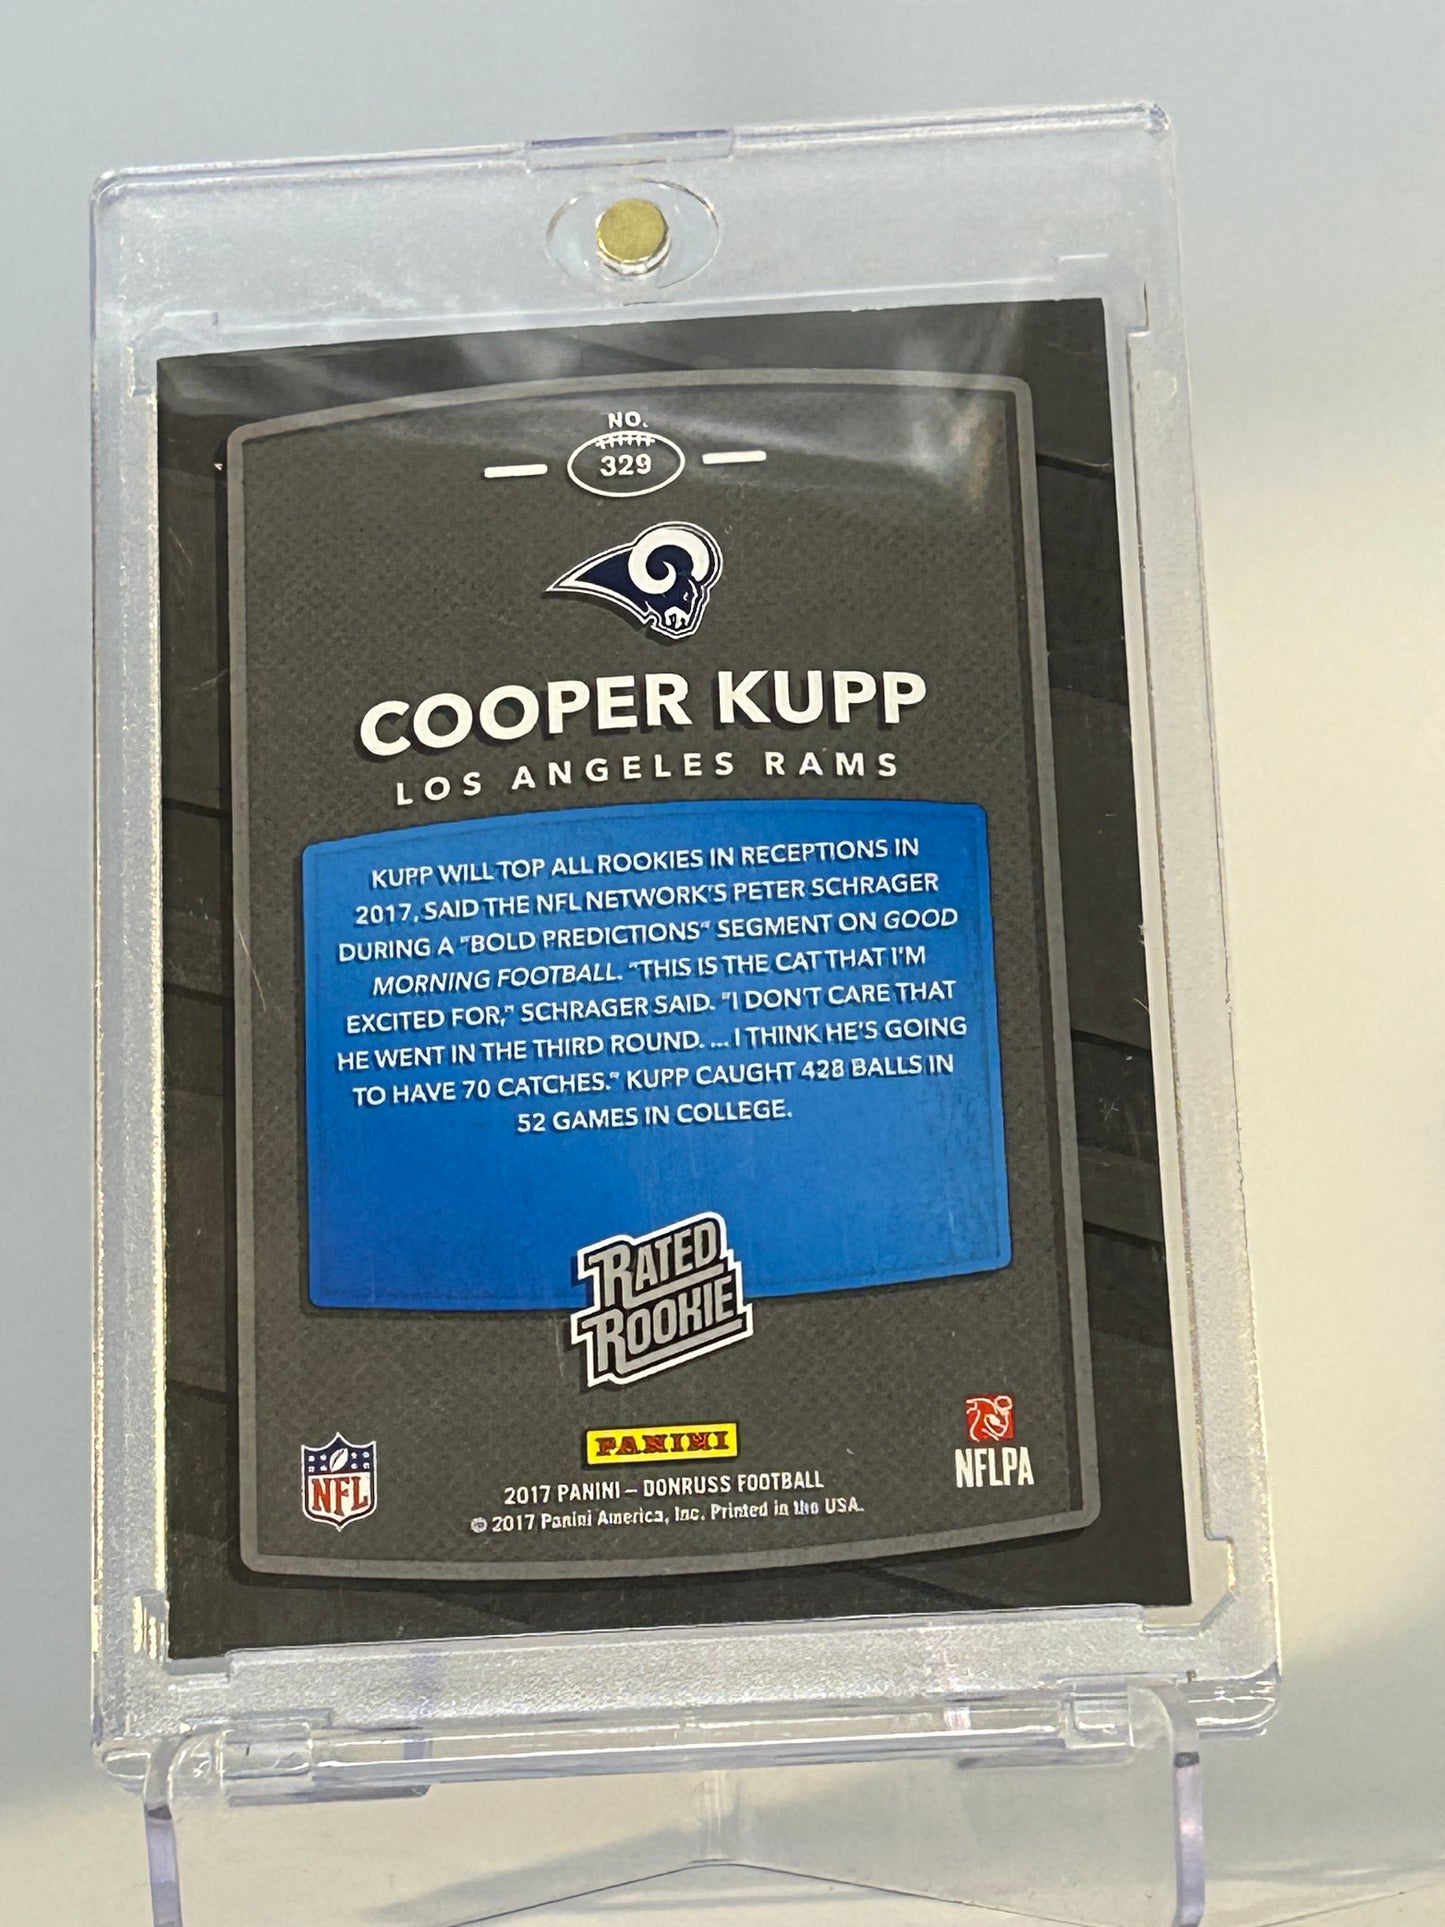 NO.
329
COOPER KUPP
LOS ANGELES RAMS
KUPP WILL TOP ALL ROOKIES IN RECEPTIONS IN
2017, SAID THE NFL NETWORK'S PETER SCHRAGER
DURING A "BOLD PREDICTIONS" SEGMENT ON GOOD
MORNING FOOTBALL. "THIS IS THE CAT THAT I'M
EXCITED FOR," SCHRAGER SAID. "I DON'T CARE THAT
HE WENT IN THE THIRD ROUND. ... I THINK HE'S GOING
TO HAVE 70 CATCHES." KUPP CAUGHT 428 BALLS IN
52 GAMES IN COLLEGE.
RATED
ROOKIE
PANINI
NFL
NFLPA
2017 PANINI – DONRUSS FOOTBALL
© 2017 Panini America, Inc. Printed in the USA.